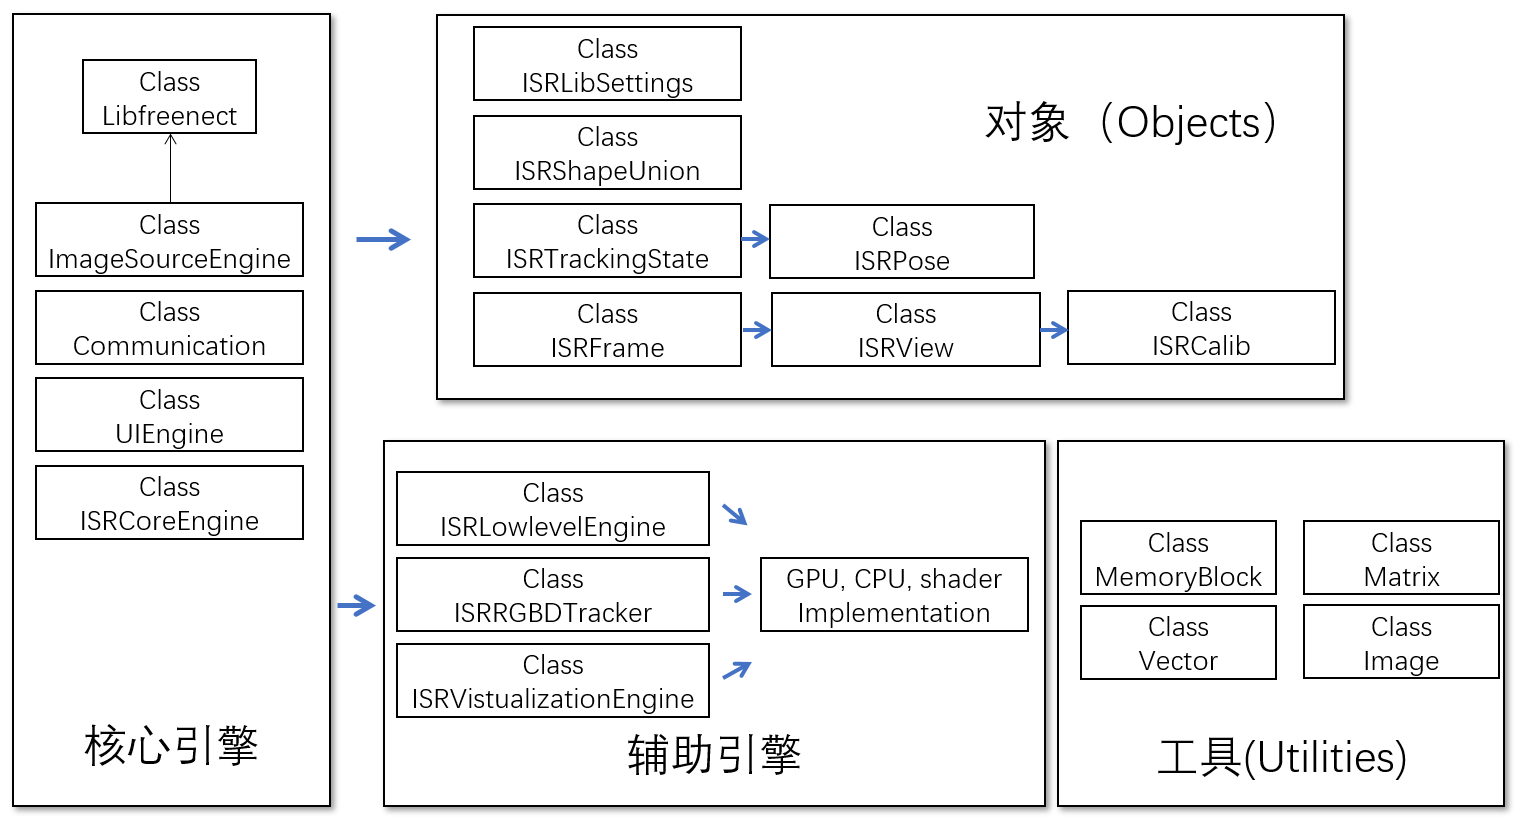 Class
Libfreenect
Class
ImageSourceEngine
Class
Communication
Class
UIEngine
Class
ISRCoreEngine
核心引擎
Class
ISRLibSettings
Class
ISRShapeUnion
Class
ISRTrackingState
Class
ISRPose
Class
ISRFrame
Class
ISRView
Class
ISRCalib
对象（Objects）
Class
ISRLowlevelEngine
Class
ISRRGBDTracker
Class
ISRVistualizationEngine
GPU, CPU, shader
Implementation
辅助引擎
Class
MemoryBlock
Class
Matrix
Class
Vector
Class
Image
工具(Utilities)